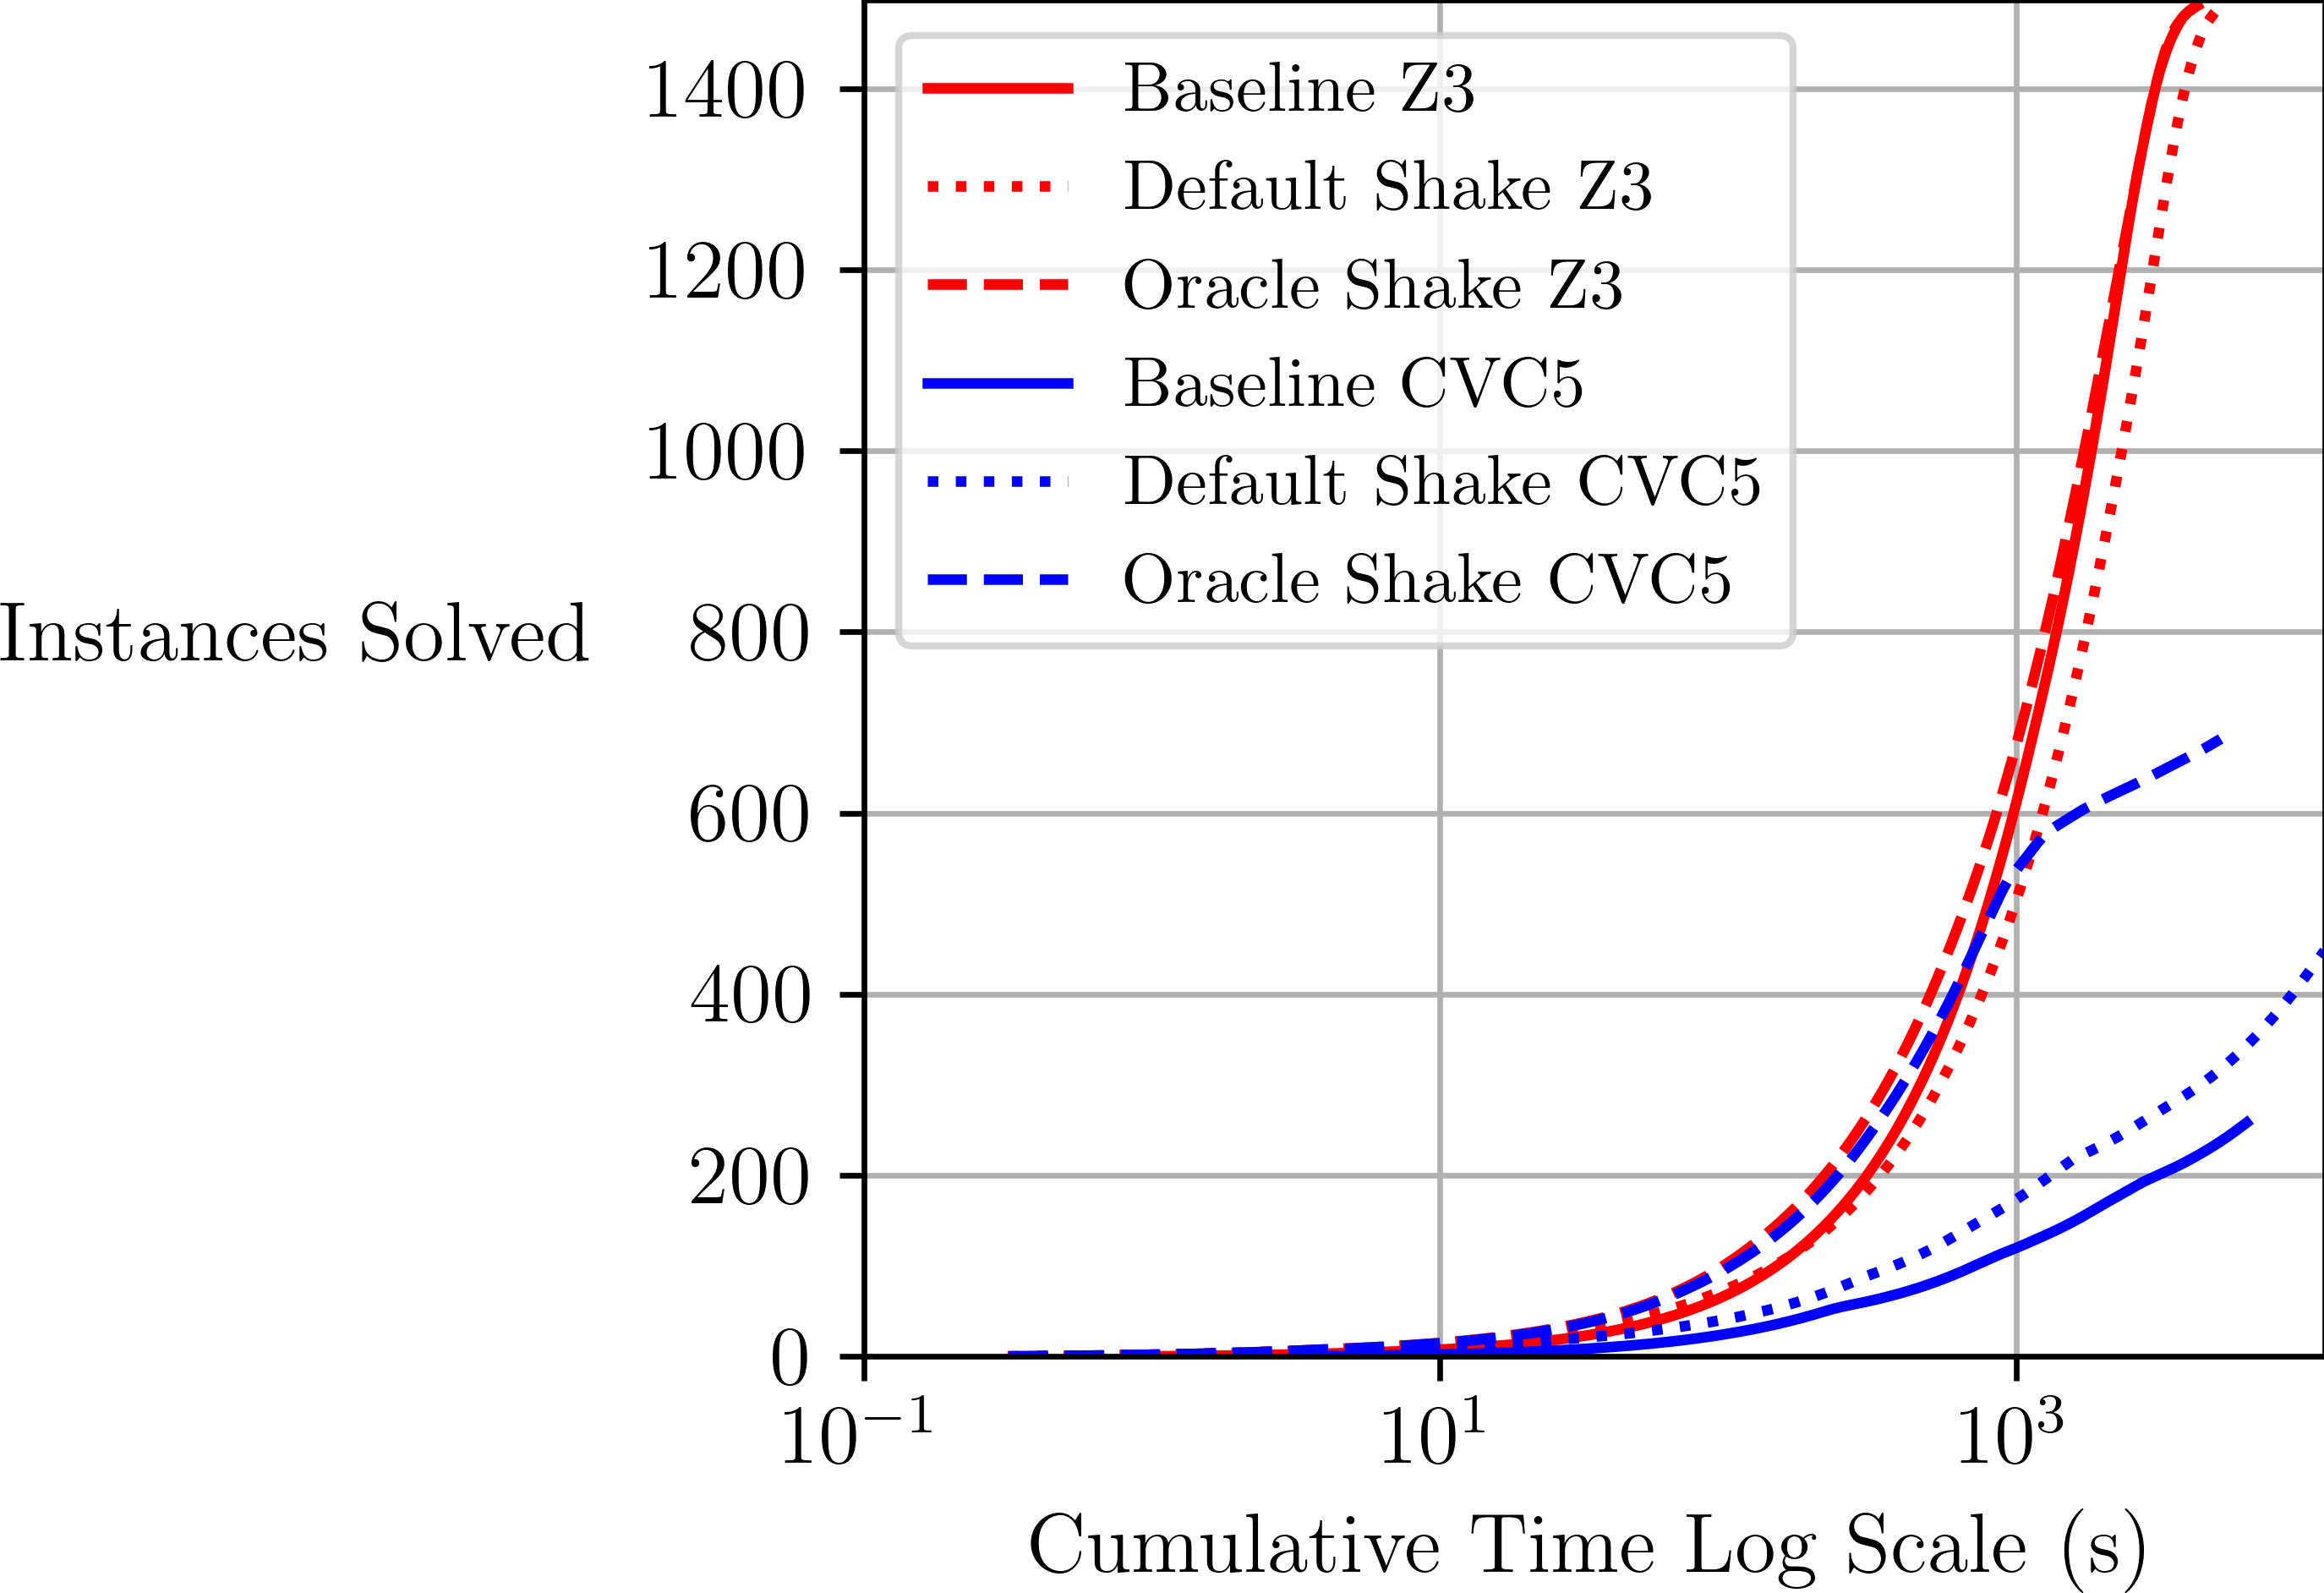 1400
1200
1000
800
600
400
200
0
Instances Solved
Baseline Z3
Default Shake Z3
Oracle Shake Z3
Baseline CVC5
Default Shake CVC5
Oracle Shake CVC5
10⁻¹ 10¹ 10³
Cumulative Time Log Scale (s)